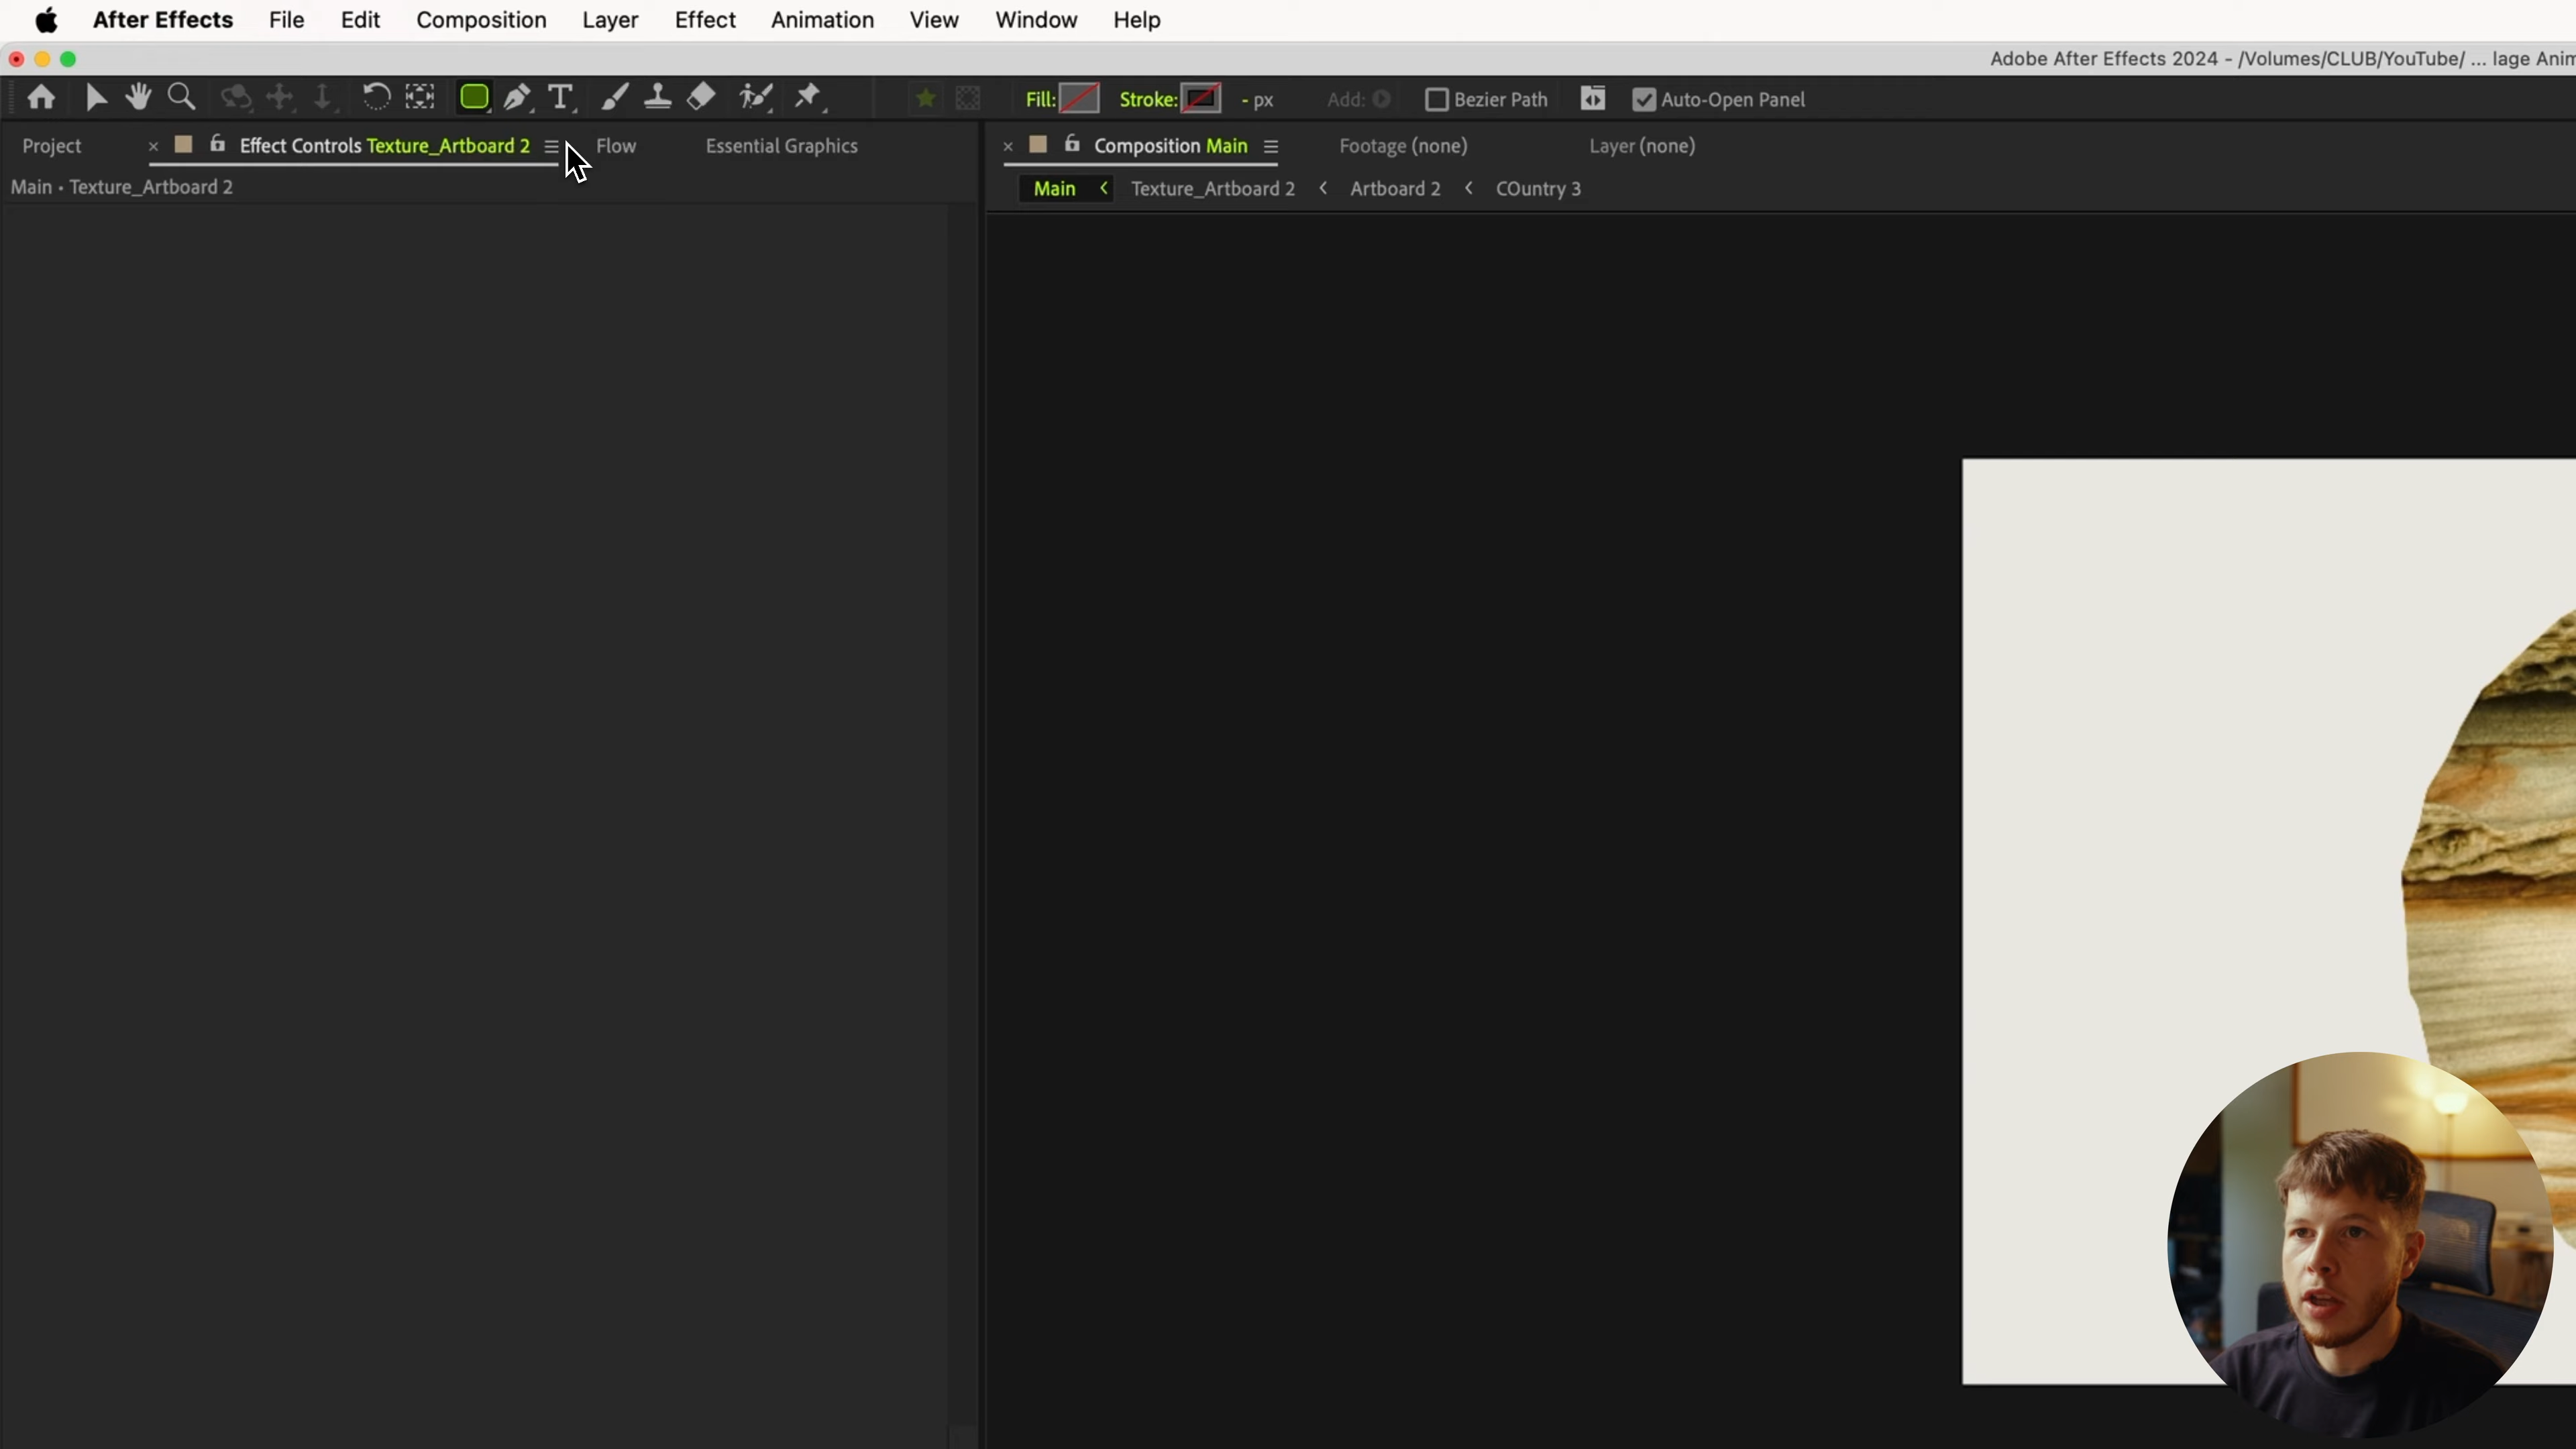 After Effects File Edit Composition Layer Effect Animation View Window Help
Adobe After Effects 2024 - /Volumes/CLUB/YouTube/ ... lage Anim
Fill: Stroke: - px Add: Bezier Path Auto-Open Panel
Project × Effect Controls Texture_Artboard 2 Flow Essential Graphics × Composition Main Footage (none) Layer (none)
Main • Texture_Artboard 2
Main < Texture_Artboard 2 < Artboard 2 < COuntry 3